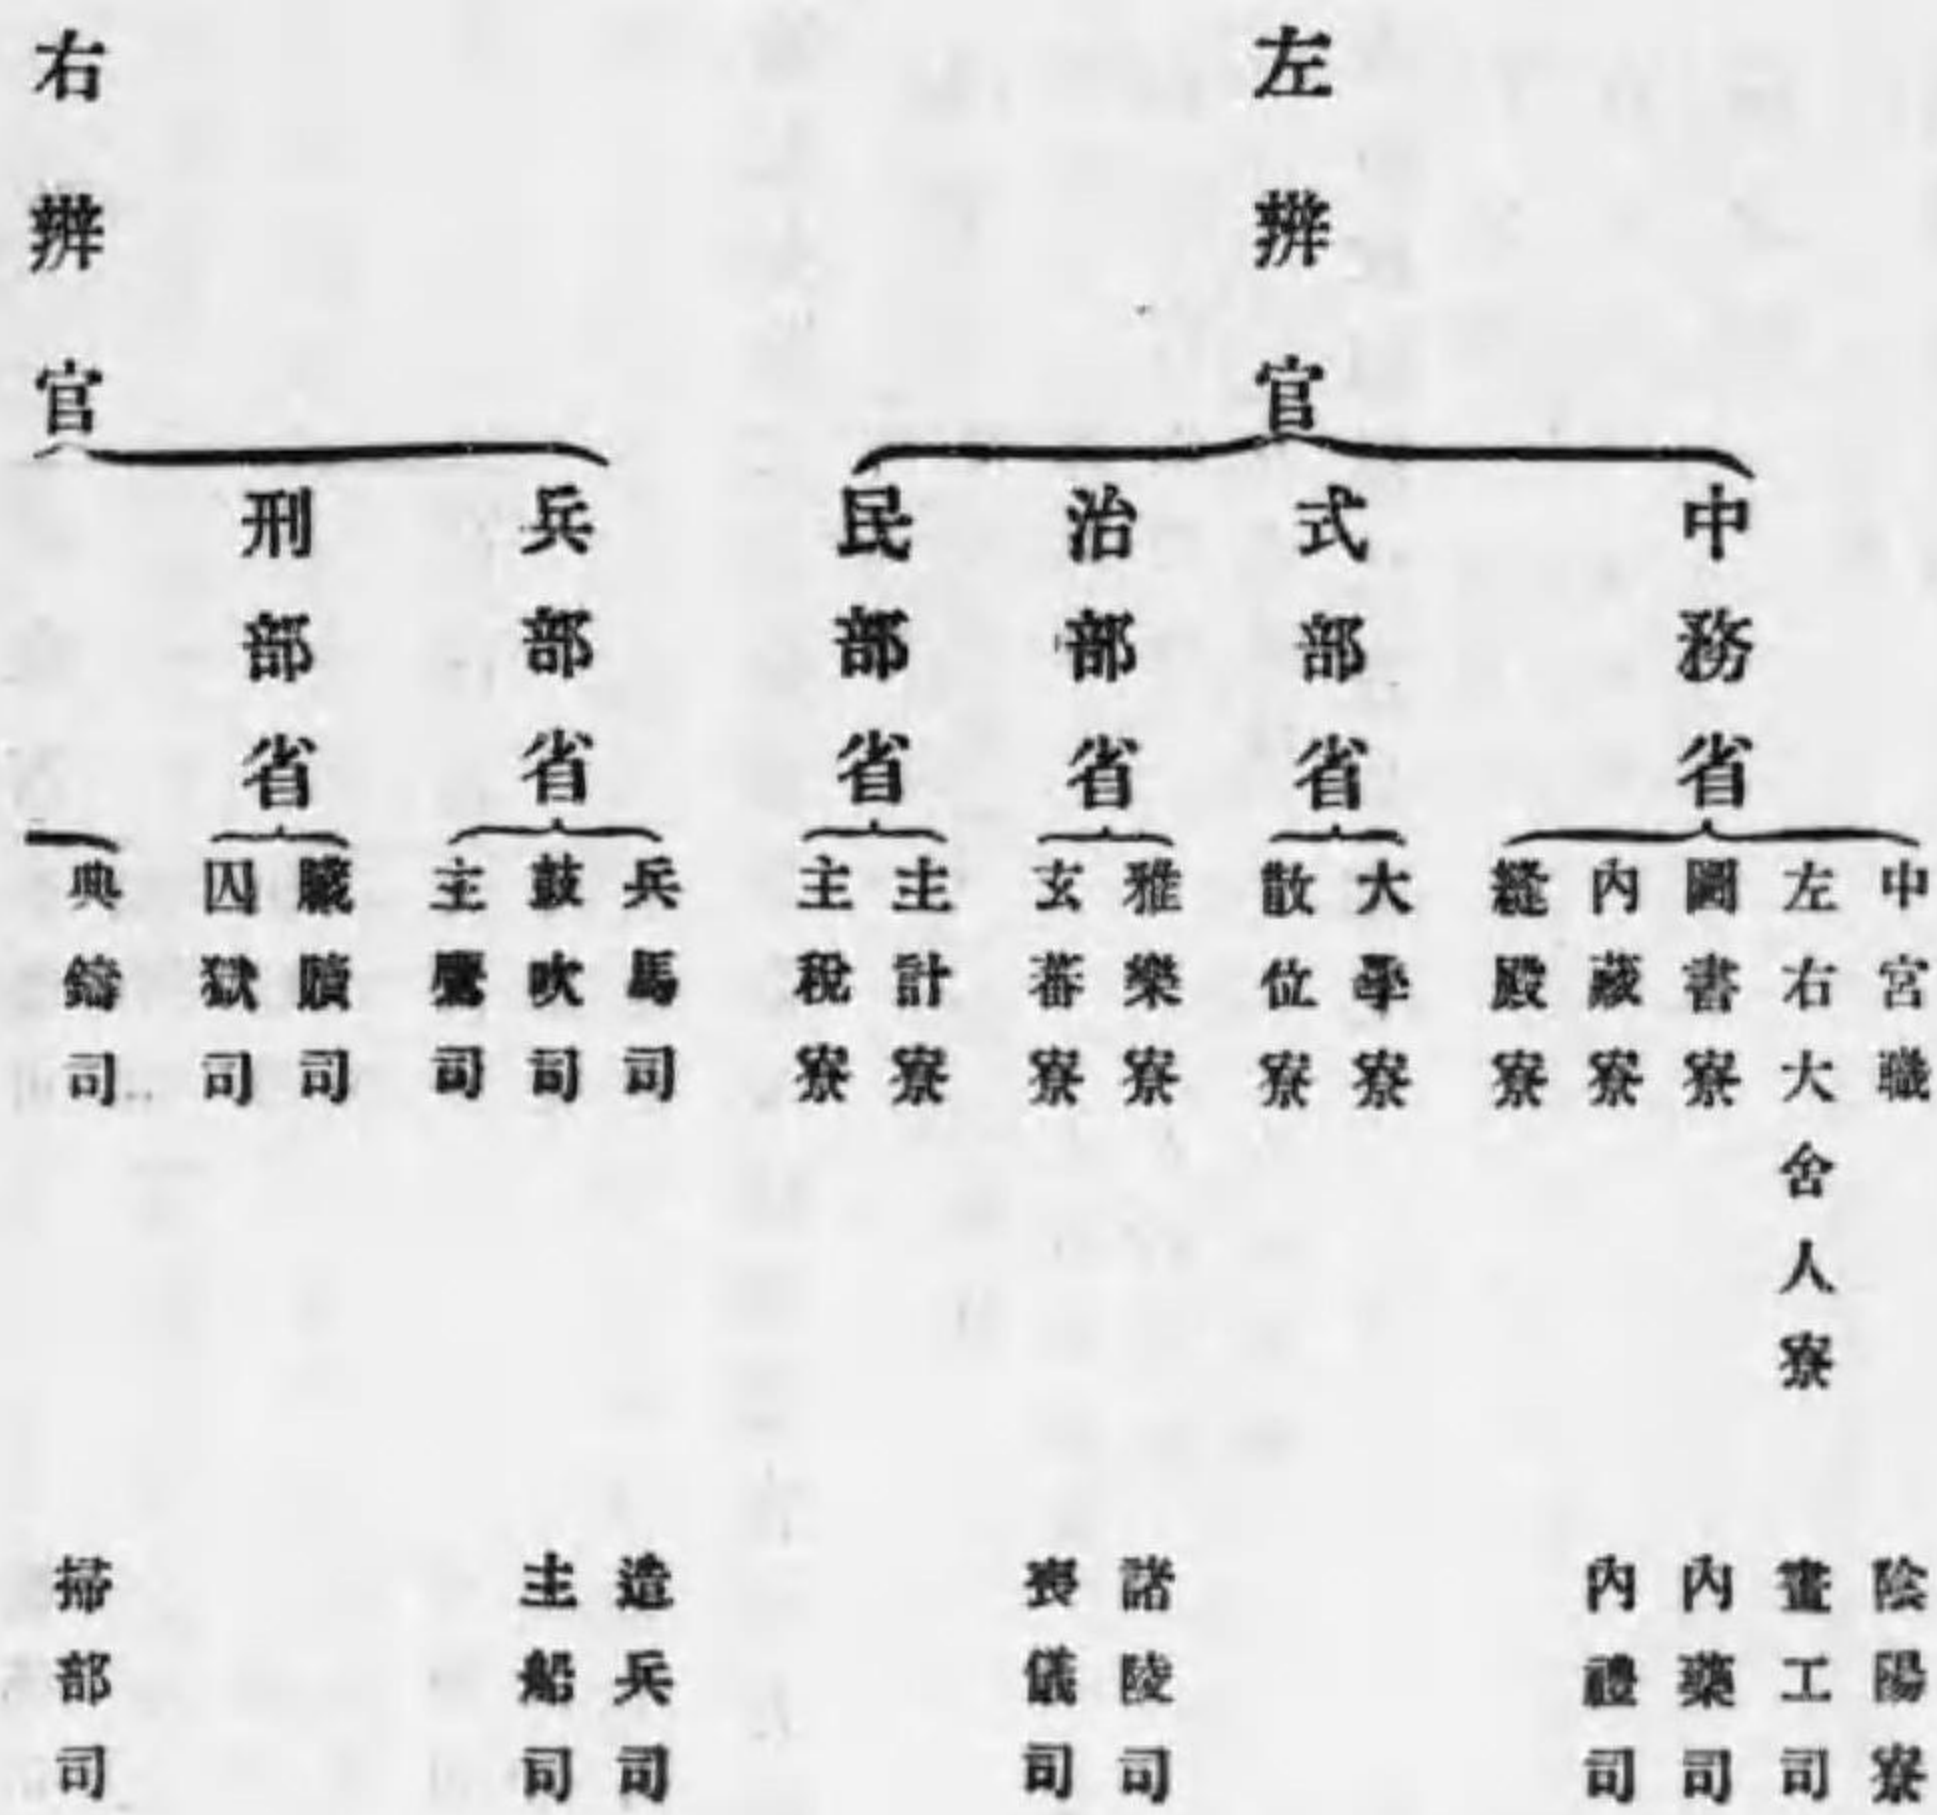 左辨官
中務省
中宮職
左右大舍人寮
圖書寮
內藏寮
縫殿寮
陰陽寮
畫工司
內藥司
內禮司
式部省
大學寮
散位寮
治部省
雅樂寮
玄蕃寮
諸陵司
喪儀司
民部省
主計寮
主稅寮
右辨官
兵部省
兵馬司
鼓吹司
主鷹司
造兵司
主船司
刑部省
贓贖司
囚獄司
典鑄司
掃部司